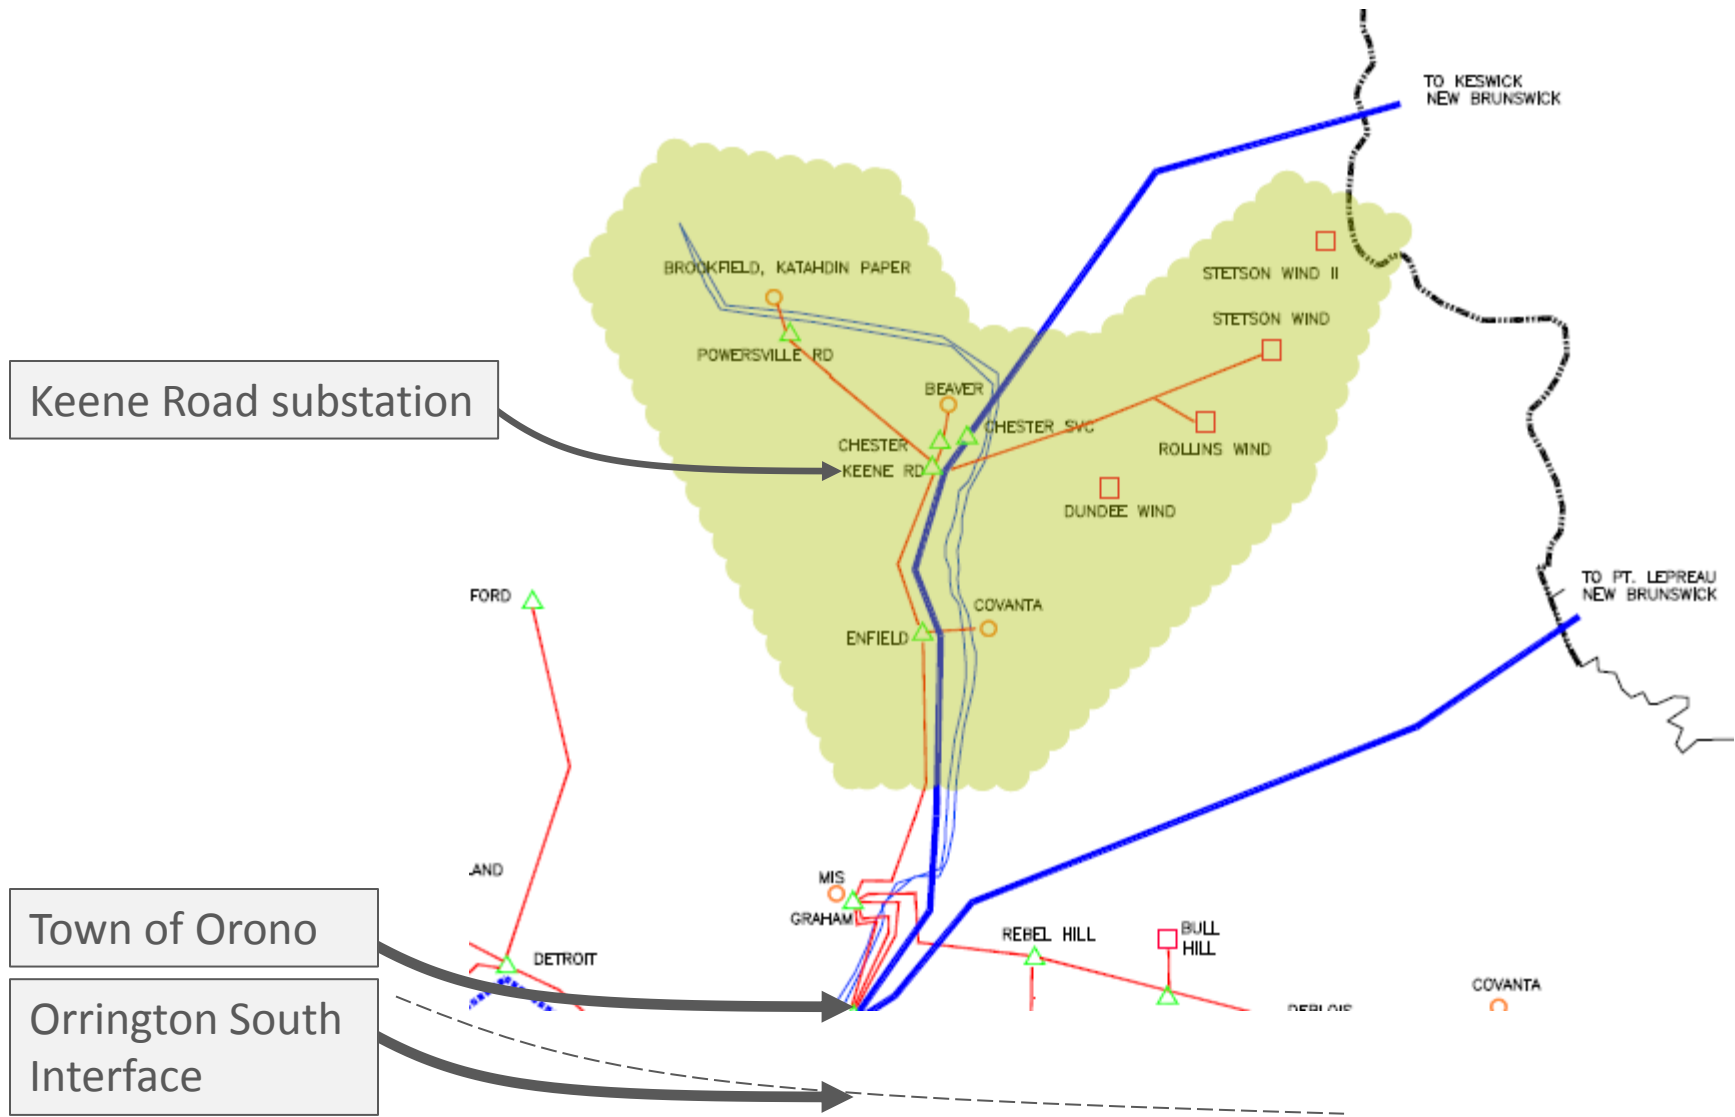 TO KESWICK
NEW BRUNSWICK
BROOKFIELD, KATAHDIN PAPER
STETSON WIND II
STETSON WIND
POWERSVILLE RD
Keene Road substation
BEAVER
CHESTER SVC
CHESTER
ROLLINS WIND
KEENE RD
DUNDEE WIND
TO PT. LEPREAU
NEW BRUNSWICK
FORD
COVANTA
ENFIELD
AND
MIS
GRAHAM
Town of Orono
REBEL HILL
BULL
HILL
DETROIT
COVANTA
Orrington South
Interface
DEBLOIS